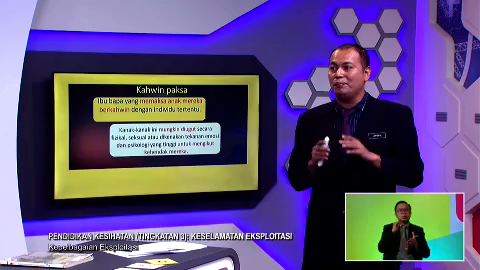 Kahwin paksa
Ibu bapa yang memaksa anak mereka
berkahwin dengan individu tertentu.
Kanak-kanak ini mungkin diugut secara
fizikal, seksual atau dikenakan tekanan emosi
dan psikologi yang tinggi untuk mengikut
kehendak mereka.
PENDIDIKAN KESIHATAN (TINGKATAN 3): KESELAMATAN EKSPLOITASI
Kepelbagaian Eksploitasi